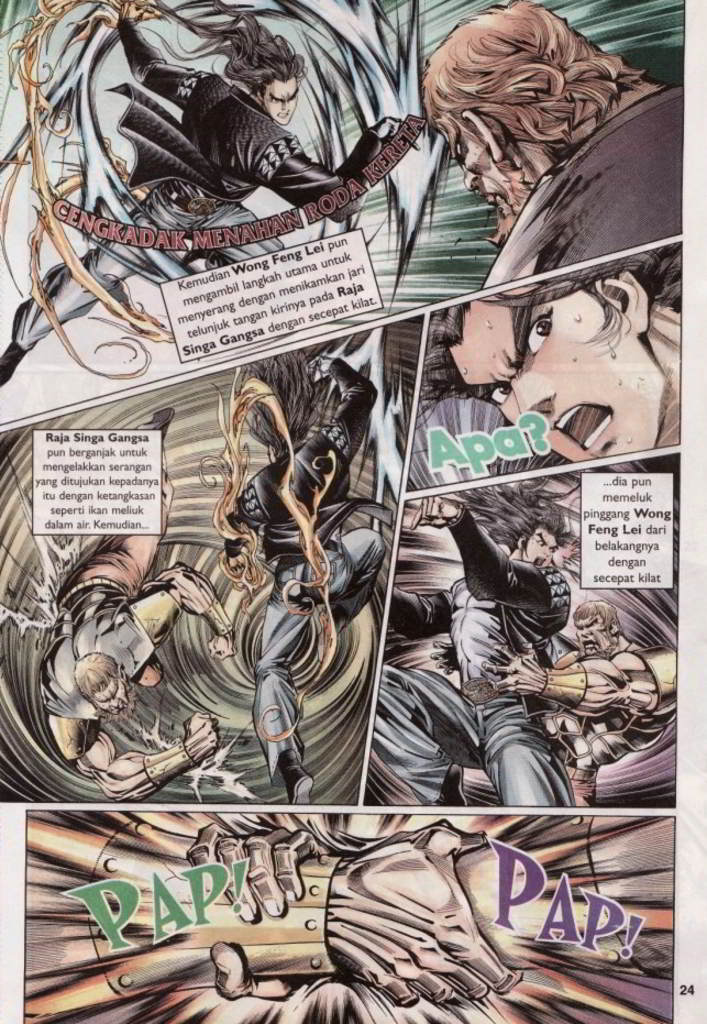 CENGKADAK MENAHAN RODA KERETA
Kemudian Wong Feng Lei pun
mengambil langkah utama untuk
menyerang dengan menikamkan jari
telunjuk tangan kirinya pada Raja
Singa Gangsa dengan secepat kilat.
Apa?
Raja Singa Gangsa
pun berganjak untuk
mengelakkan serangan
yang ditujukan kepadanya
itu dengan ketangkasan
seperti ikan meliuk
dalam air. Kemudian...
...dia pun
memeluk
pinggang Wong
Feng Lei dari
belakangnya
dengan
secepat kilat
PAP!
PAP!
24